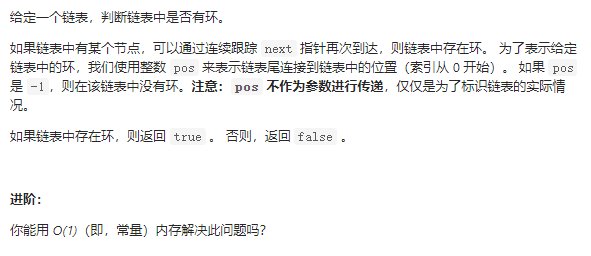 给定一个链表，判断链表中是否有环。
如果链表中有某个节点，可以通过连续跟踪 next 指针再次到达，则链表中存在环。 为了表示给定
链表中的环，我们使用整数 pos 来表示链表尾连接到链表中的位置（索引从 0 开始）。 如果 pos
是 -1，则在该链表中没有环。注意：pos 不作为参数进行传递，仅仅是为了标识链表的实际情
况。
如果链表中存在环，则返回 true 。 否则，返回 false 。
进阶：
你能用 O(1)（即，常量）内存解决此问题吗？